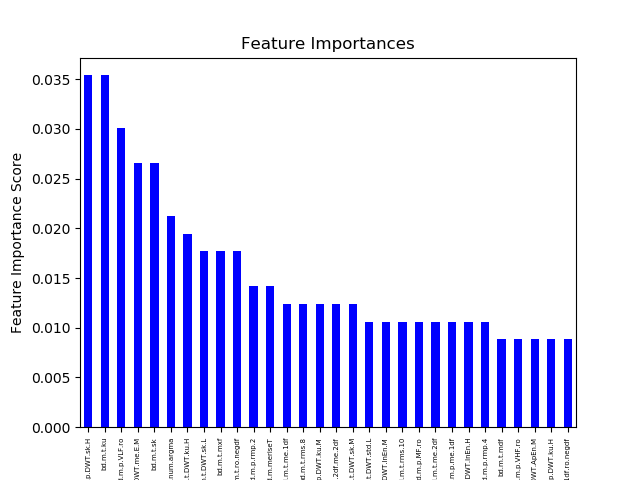 Feature Importances
Feature Importance Score
0.035
0.030
0.025
0.020
0.015
0.010
0.005
0.000
p.DWT.sk.H
bd.m.t.ku
d.m.p.VLF.ro
DWT.me.E.M
bd.m.t.sk
num.argma
.t.DWT.ku.H
.t.DWT.sk.L
bd.m.t.mxf
m.t.ro.negdf
d.m.p.rmp.2
d.m.meriseT
.m.t.me.1df
d.m.t.rms.8
p.DWT.ku.M
2df.me.2df
.t.DWT.sk.M
.t.DWT.std.L
DWT.InEn.M
.m.t.rms.10
d.m.p.MF.ro
.m.t.me.2df
m.p.me.1df
DWT.InEn.H
d.m.p.rmp.4
bd.m.t.mdf
.m.p.VHF.ro
DWT.ApEn.M
p.DWT.ku.H
1df.ro.negdf